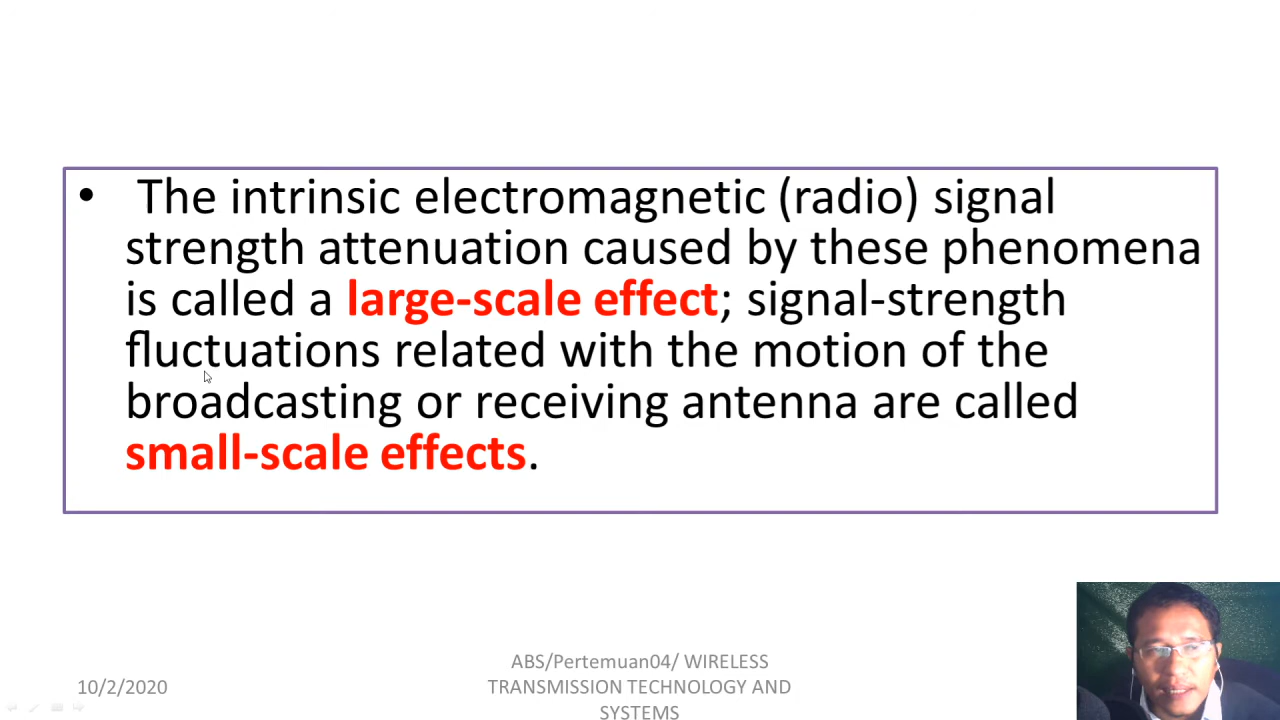 • The intrinsic electromagnetic (radio) signal
strength attenuation caused by these phenomena
is called a large-scale effect; signal-strength
fluctuations related with the motion of the
broadcasting or receiving antenna are called
small-scale effects.
10/2/2020
ABS/Pertemuan04/ WIRELESS
TRANSMISSION TECHNOLOGY AND
SYSTEMS